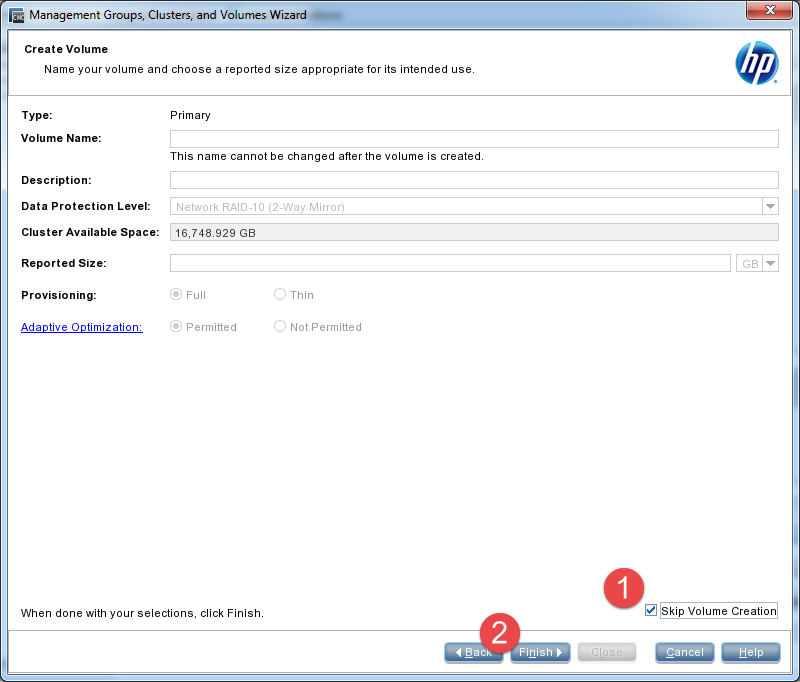 CMC Management Groups, Clusters, and Volumes Wizard
Create Volume
Name your volume and choose a reported size appropriate for its intended use.
hp
Type: Primary
Volume Name:
This name cannot be changed after the volume is created.
Description:
Data Protection Level: Network RAID-10 (2-Way Mirror)
Cluster Available Space: 16,748.929 GB
Reported Size: GB
Provisioning: Full Thin
Adaptive Optimization: Permitted Not Permitted
1
When done with your selections, click Finish. Skip Volume Creation
2
Back Finish Close Cancel Help